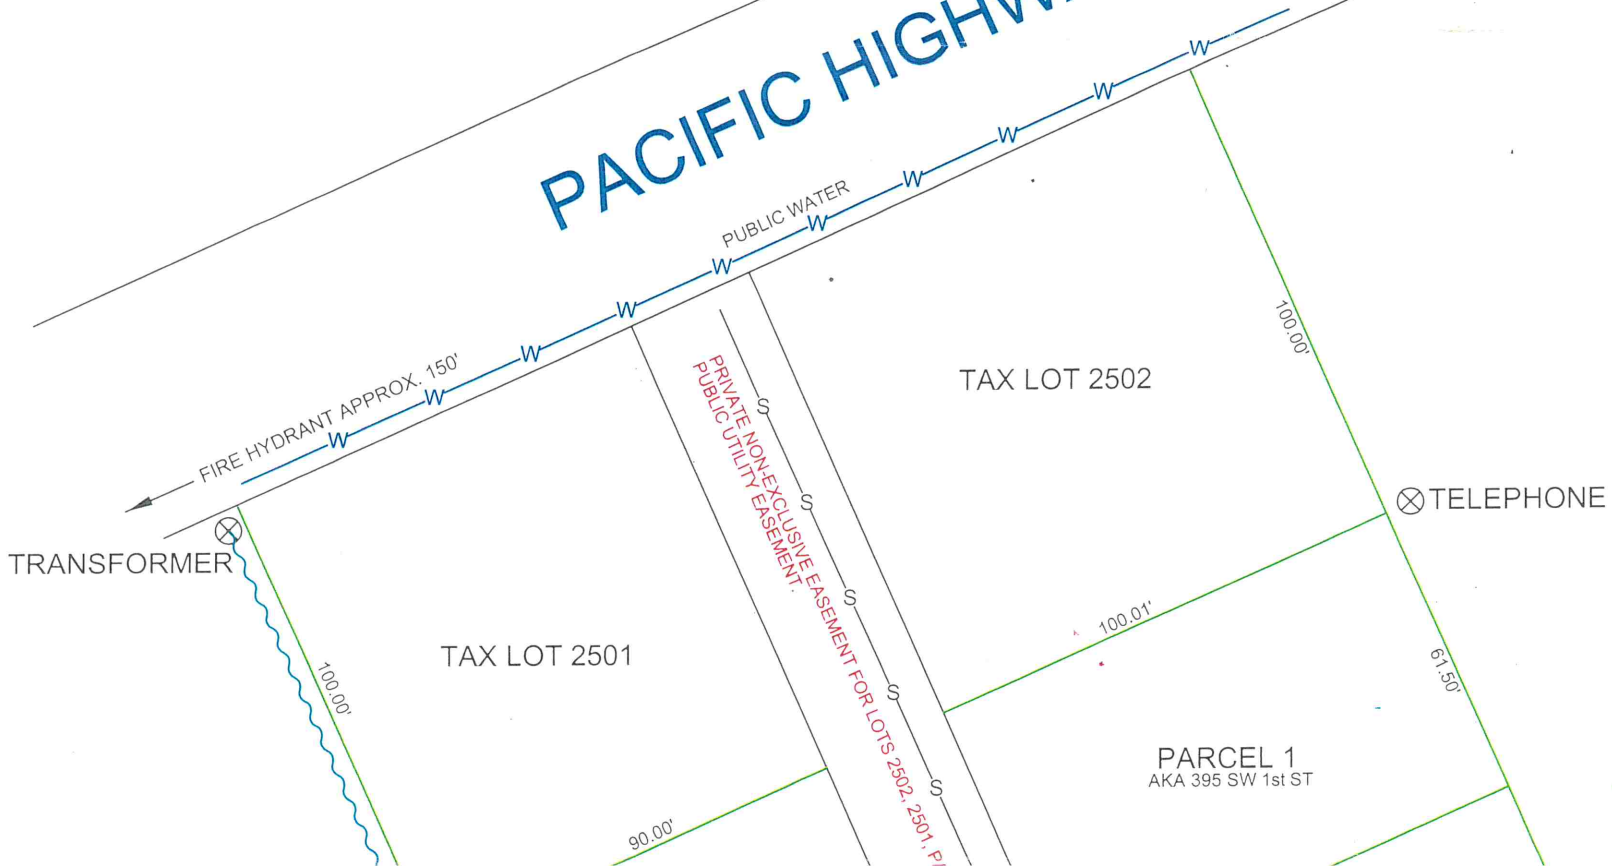 PACIFIC
PUBLIC WATER
W
W
W
W
W
W
W
W
W
W
FIRE HYDRANT APPROX. 150'
TRANSFORMER
TAX LOT 2501
100.00'
90.00'
PRIVATE NON-EXCLUSIVE EASEMENT FOR LOTS 2502, 2501,
PUBLIC UTILITY EASEMENT.
S
S
S
S
S
TAX LOT 2502
100.00'
TELEPHONE
100.01'
61.50'
PARCEL 1
AKA 395 SW 1st ST